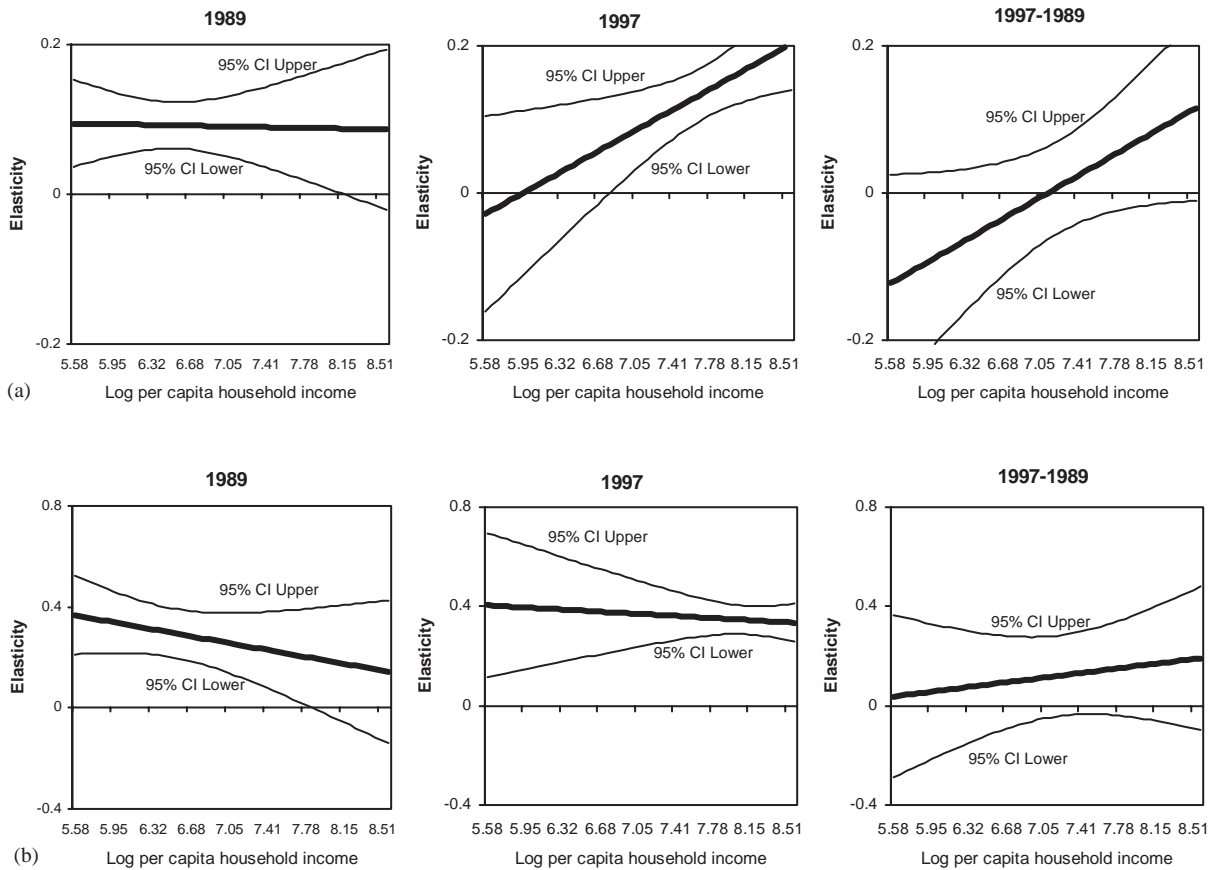 1989
0.2
95% CI Upper
95% CI Lower
0
-0.2
Elasticity
5.58 5.95 6.32 6.68 7.05 7.41 7.78 8.15 8.51
Log per capita household income
1997
0.2
95% CI Upper
95% CI Lower
0
-0.2
Elasticity
5.58 5.95 6.32 6.68 7.05 7.41 7.78 8.15 8.51
Log per capita household income
1997-1989
0.2
95% CI Upper
0
95% CI Lower
-0.2
Elasticity
5.58 5.95 6.32 6.68 7.05 7.41 7.78 8.15 8.51
Log per capita household income
(a)
1989
0.8
0.4
95% CI Upper
95% CI Lower
0
-0.4
Elasticity
5.58 5.95 6.32 6.68 7.05 7.41 7.78 8.15 8.51
Log per capita household income
1997
0.8
95% CI Upper
0.4
95% CI Lower
0
-0.4
Elasticity
5.58 5.95 6.32 6.68 7.05 7.41 7.78 8.15 8.51
Log per capita household income
1997-1989
0.8
0.4
95% CI Upper
0
95% CI Lower
-0.4
Elasticity
5.58 5.95 6.32 6.68 7.05 7.41 7.78 8.15 8.51
Log per capita household income
(b)